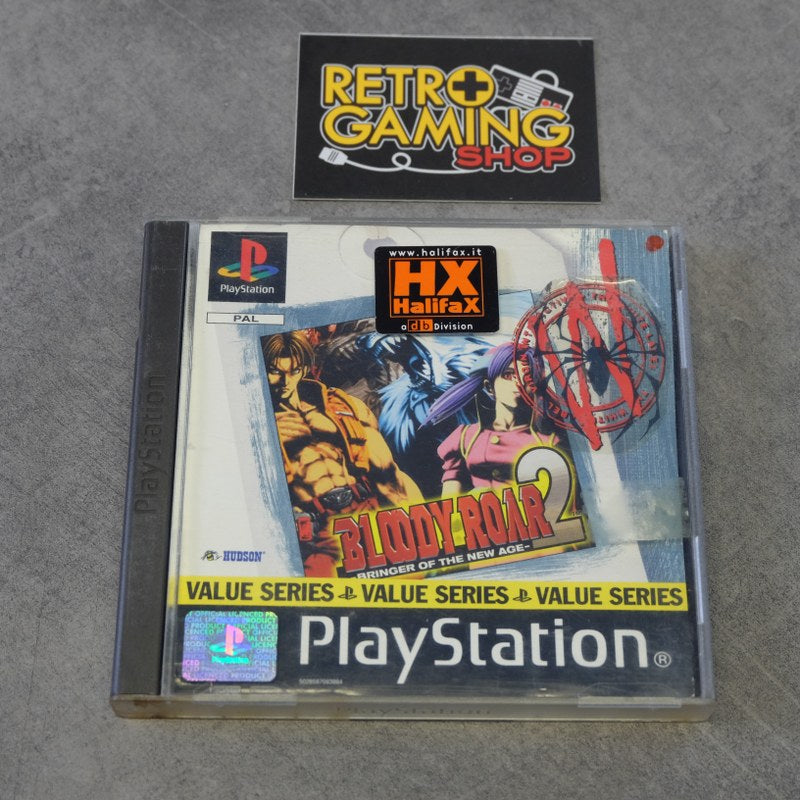 RETRO
GAMING
SHOP
PlayStation
PAL
www.halifax.it
HX
HalifaX
a db Division
PlayStation
BLOODY ROAR 2
-BRINGER OF THE NEW AGE-
HUDSON
VALUE SERIES VALUE SERIES VALUE SERIES
PlayStation®
PlayStation